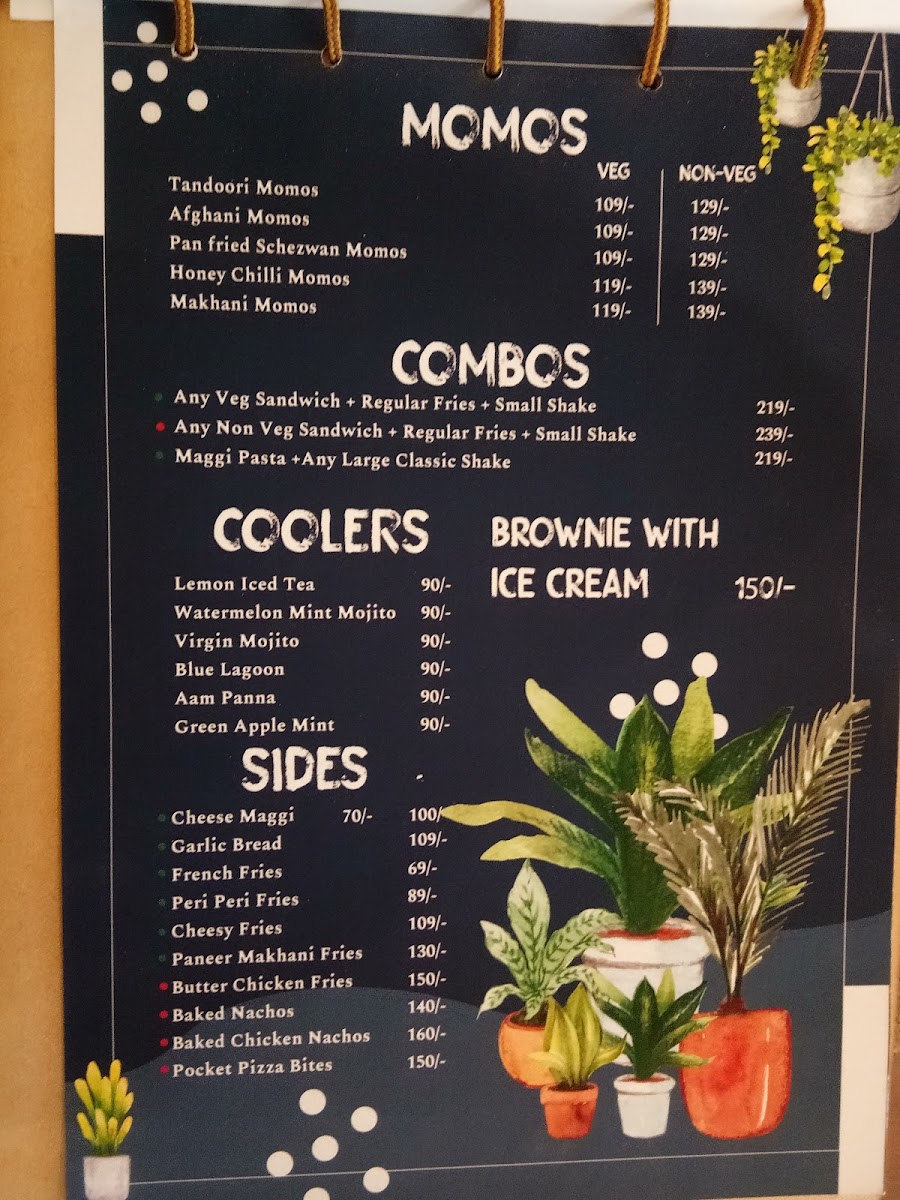 MOMOS
VEG NON-VEG
Tandoori Momos 109/- 129/-
Afghani Momos 109/- 129/-
Pan fried Schezwan Momos 109/- 129/-
Honey Chilli Momos 119/- 139/-
Makhani Momos 119/- 139/-
COMBOS
Any Veg Sandwich + Regular Fries + Small Shake 219/-
Any Non Veg Sandwich + Regular Fries + Small Shake 239/-
Maggi Pasta +Any Large Classic Shake 219/-
COOLERS
Lemon Iced Tea 90/-
Watermelon Mint Mojito 90/-
Virgin Mojito 90/-
Blue Lagoon 90/-
Aam Panna 90/-
Green Apple Mint 90/-
BROWNIE WITH
ICE CREAM 150/-
SIDES
Cheese Maggi 70/- 100/-
Garlic Bread 109/-
French Fries 69/-
Peri Peri Fries 89/-
Cheesy Fries 109/-
Paneer Makhani Fries 130/-
Butter Chicken Fries 150/-
Baked Nachos 140/-
Baked Chicken Nachos 160/-
Pocket Pizza Bites 150/-